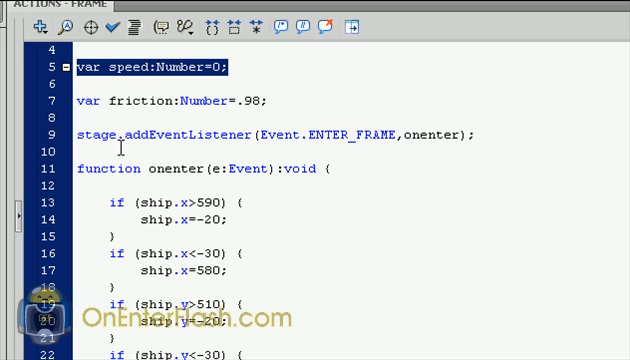 ACTIONS - FRAME
4
5 var speed:Number=0;
6
7 var friction:Number=.98;
8
9 stage.addEventListener(Event.ENTER_FRAME,onenter);
10
11 function onenter(e:Event):void {
12
13 if (ship.x>590) {
14 ship.x=-20;
15 }
16 if (ship.x<-30) {
17 ship.x=580;
18 }
19 if (ship.y>510) {
20 ship.y=-20;
21 }
22 if (ship.y<-30) {
OnEnterFlash.com